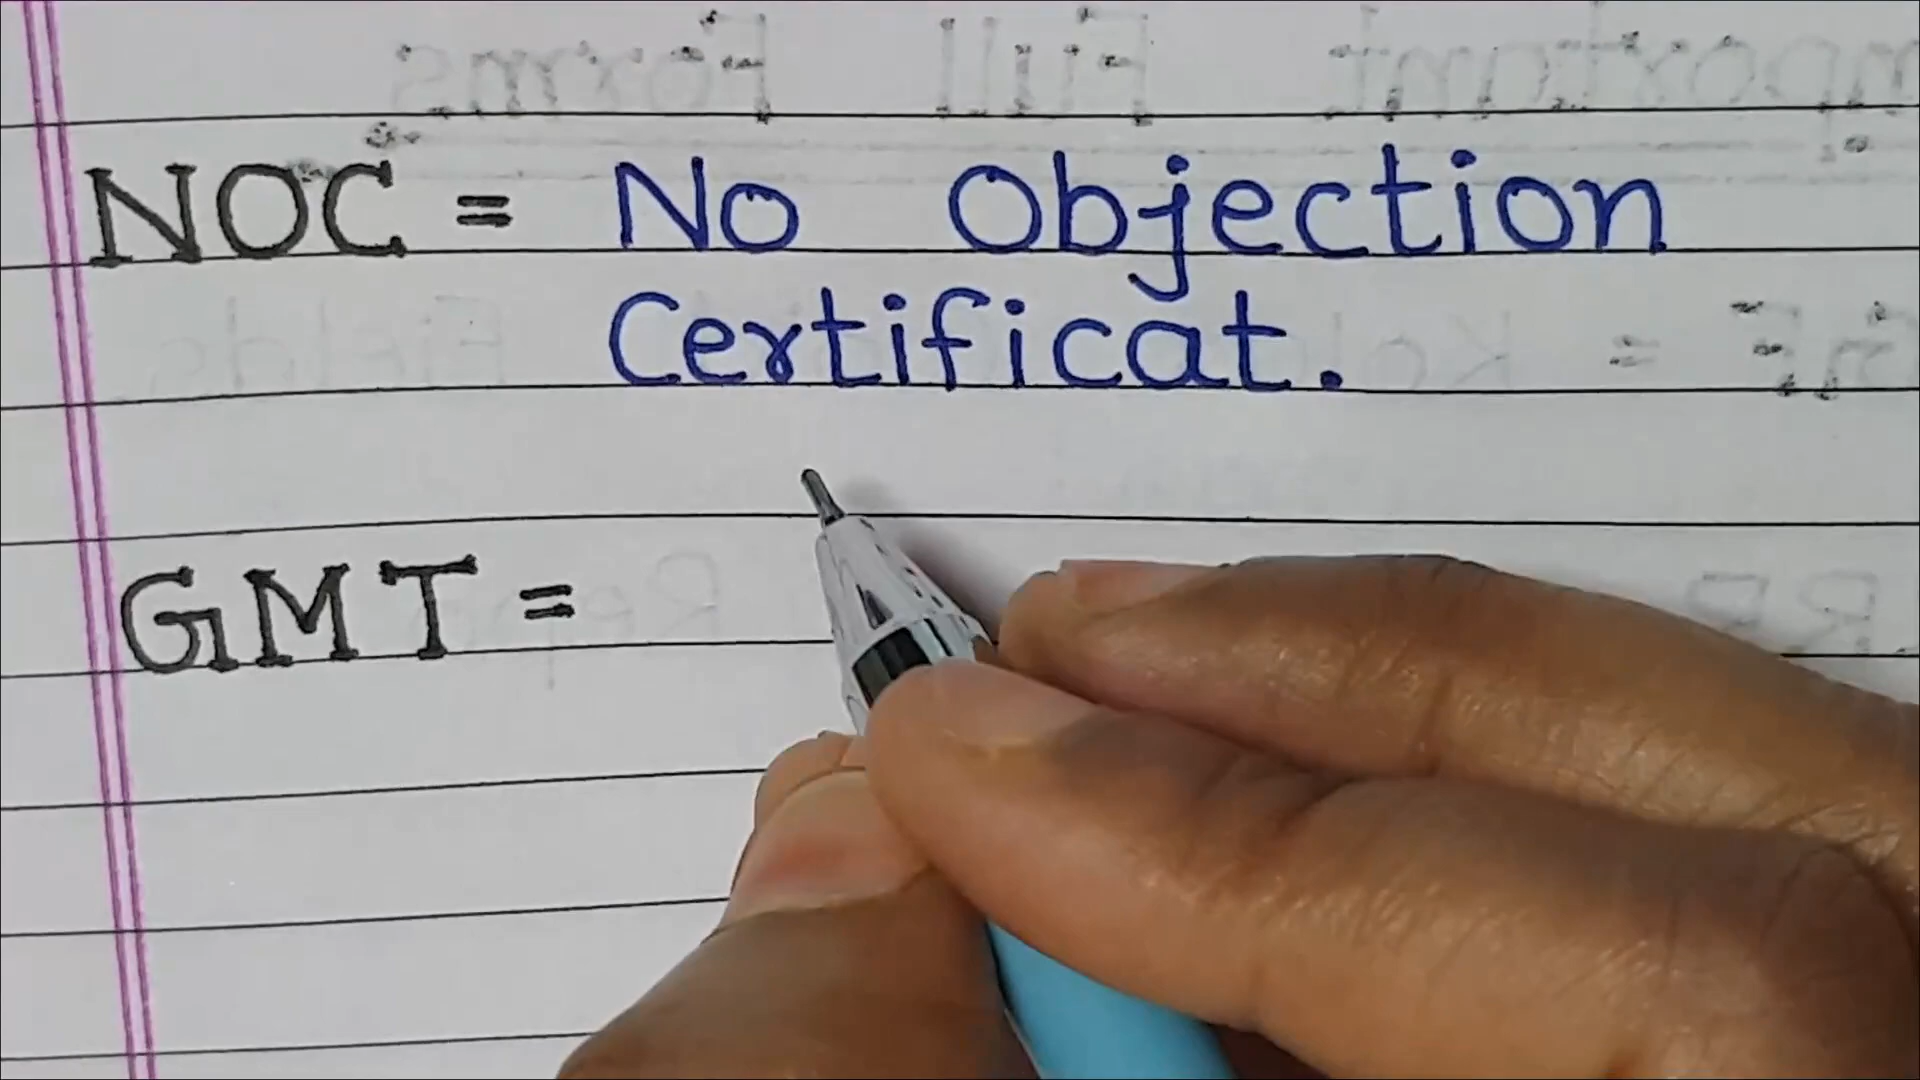 NOC = No Objection
Certificat.
GMT =